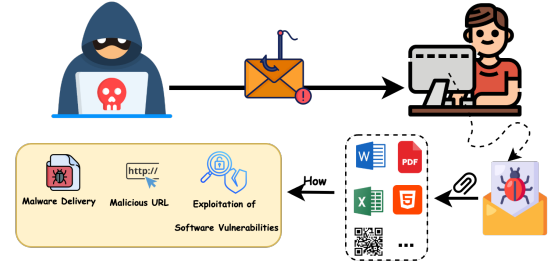 W
PDF
How
http://
X
5
Malware Delivery
Malicious URL
Exploitation of
Software Vulnerabilities
...